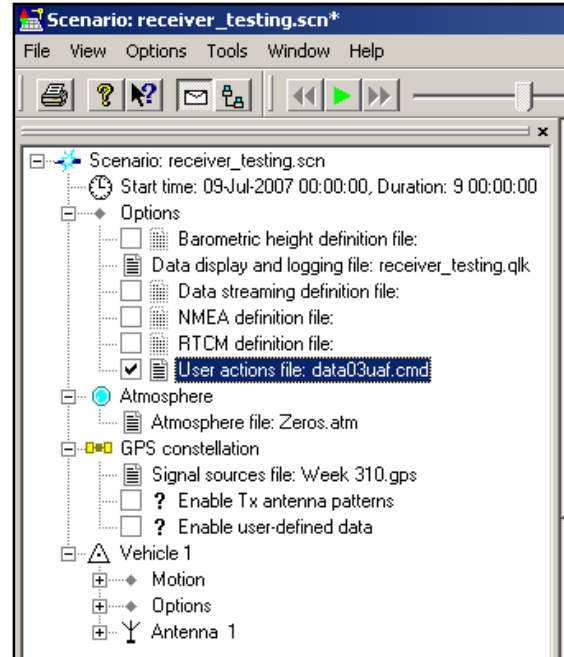 Scenario: receiver_testing.scn*
File View Options Tools Window Help
Scenario: receiver_testing.scn
Start time: 09-Jul-2007 00:00:00, Duration: 9 00:00:00
Options
Barometric height definition file:
Data display and logging file: receiver_testing.qlk
Data streaming definition file:
NMEA definition file:
RTCM definition file:
User actions file: data03uaf.cmd
Atmosphere
Atmosphere file: Zeros.atm
GPS constellation
Signal sources file: Week 310.gps
? Enable Tx antenna patterns
? Enable user-defined data
Vehicle 1
Motion
Options
Antenna 1